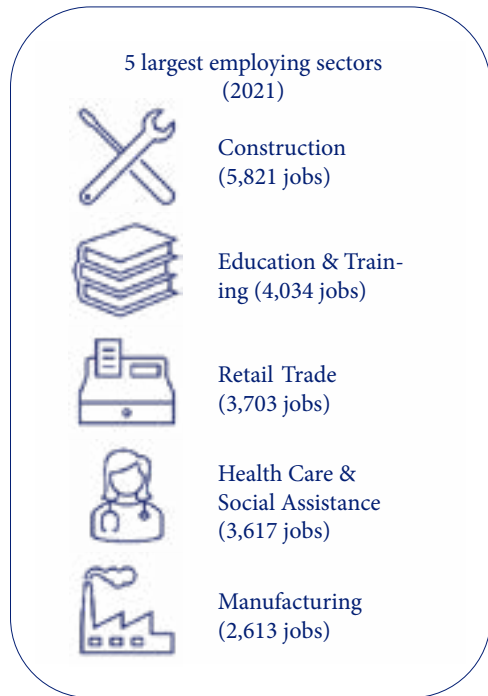 5 largest employing sectors
(2021)
Construction
(5,821 jobs)
Education & Train-
ing (4,034 jobs)
Retail Trade
(3,703 jobs)
Health Care &
Social Assistance
(3,617 jobs)
Manufacturing
(2,613 jobs)